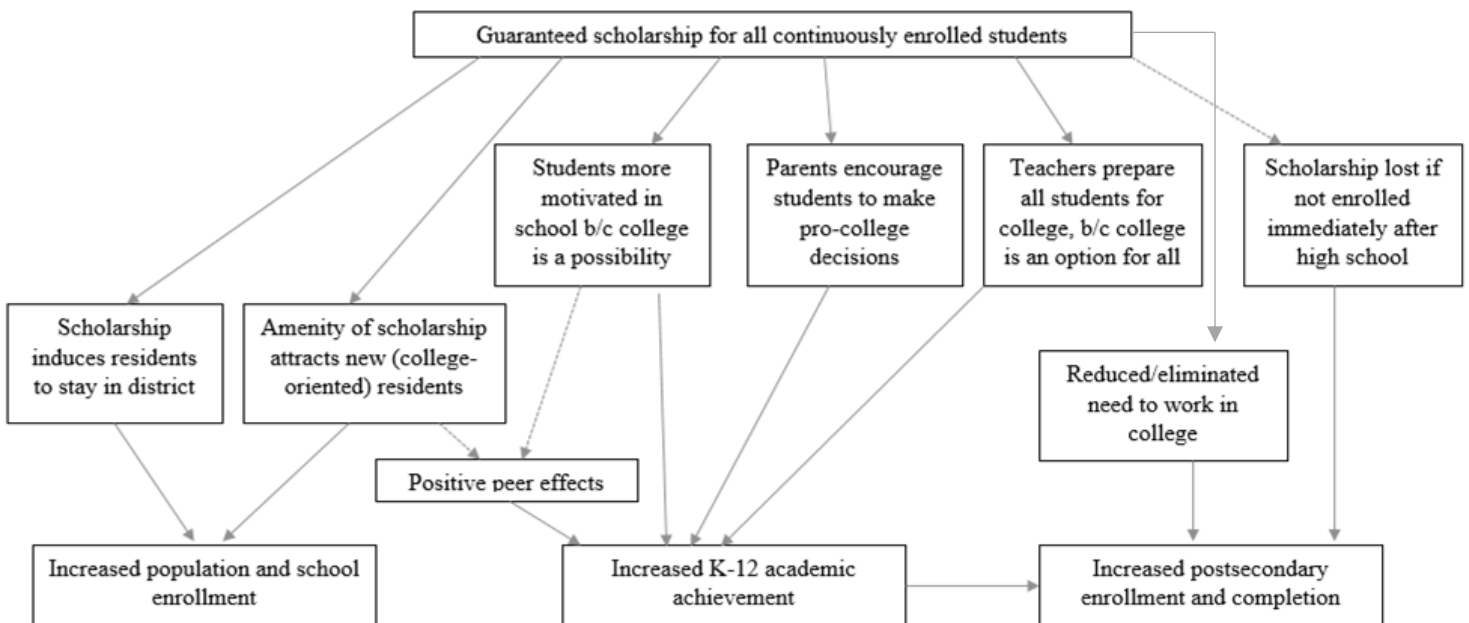 Guaranteed scholarship for all continuously enrolled students
Students more
motivated in
school b/c college
is a possibility
Parents encourage
students to make
pro-college
decisions
Teachers prepare
all students for
college, b/c college
is an option for all
Scholarship lost if
not enrolled
immediately after
high school
Scholarship
induces residents
to stay in district
Amenity of scholarship
attracts new (college-
oriented) residents
Reduced/eliminated
need to work in
college
Positive peer effects
Increased population and school
enrollment
Increased K-12 academic
achievement
Increased postsecondary
enrollment and completion